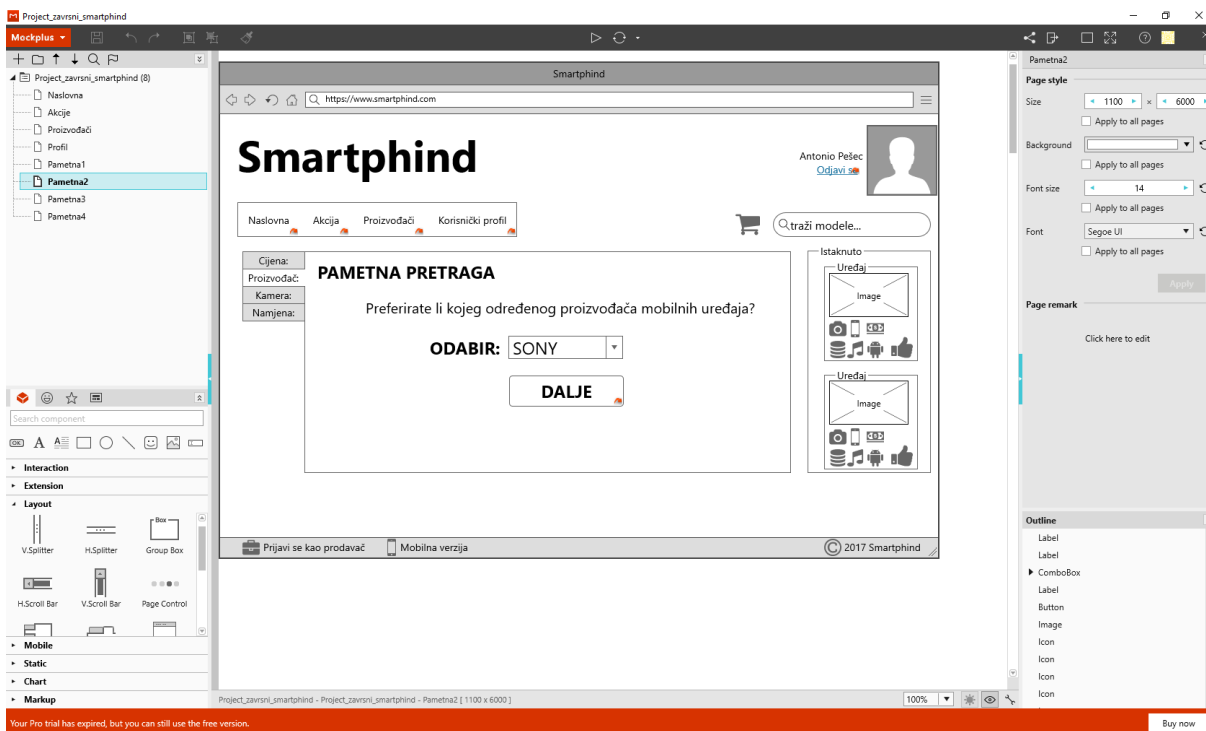 Project_zavrsni_smartphind
Mockplus
Project_zavrsni_smartphind (8)
Naslovna
Akcije
Proizvođači
Profil
Pametna1
Pametna2
Pametna3
Pametna4
Search component
OK
A
A
Interaction
Extension
Layout
V.Splitter
H.Splitter
Box
Group Box
H.Scroll Bar
V.Scroll Bar
Page Control
Mobile
Static
Chart
Markup
Smartphind
https://www.smartphind.com
Smartphind
Antonio Pešec
Odjavi se
Naslovna Akcija Proizvođači Korisnički profil
traži modele...
Cijena:
Proizvođač:
Kamera:
Namjena:
PAMETNA PRETRAGA
Preferirate li kojeg određenog proizvođača mobilnih uređaja?
ODABIR: SONY
DALJE
Istaknuto
Uređaj
Image
Uređaj
Image
Prijavi se kao prodavač Mobilna verzija © 2017 Smartphind
Project_zavrsni_smartphind - Project_zavrsni_smartphind - Pametna2 [ 1100 x 6000 ]
100%
Pametna2
Page style
Size 1100 × 6000
Apply to all pages
Background
Apply to all pages
Font size 14
Apply to all pages
Font Segoe UI
Apply to all pages
Apply
Page remark
Click here to edit
Outline
Label
Label
ComboBox
Label
Button
Image
Icon
Icon
Icon
Icon
Your Pro trial has expired, but you can still use the free version.
Buy now